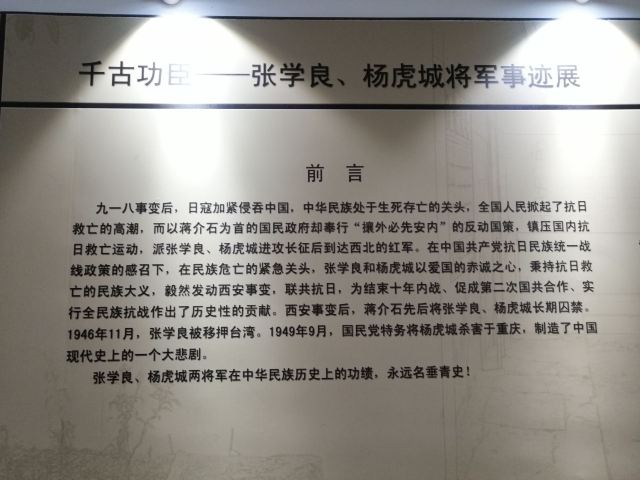 千古功臣——张学良、杨虎城将军事迹展
前 言
九一八事变后，日寇加紧侵吞中国，中华民族处于生死存亡的关头，全国人民掀起了抗日
救亡的高潮，而以蒋介石为首的国民政府却奉行“攘外必先安内”的反动国策，镇压国内抗
日救亡运动，派张学良、杨虎城进攻长征后到达西北的红军。在中国共产党抗日民族统一战
线政策的感召下，在民族危亡的紧急关头，张学良和杨虎城以爱国的赤诚之心，秉持抗日救
亡的民族大义，毅然发动西安事变，联共抗日，为结束十年内战、促成第二次国共合作、实
行全民族抗战作出了历史性的贡献。西安事变后，蒋介石先后将张学良、杨虎城长期囚禁。
1946年11月，张学良被移押台湾。1949年9月，国民党特务将杨虎城杀害于重庆，制造了中国
现代史上的一个大悲剧。
张学良、杨虎城两将军在中华民族历史上的功绩，永远名垂青史！